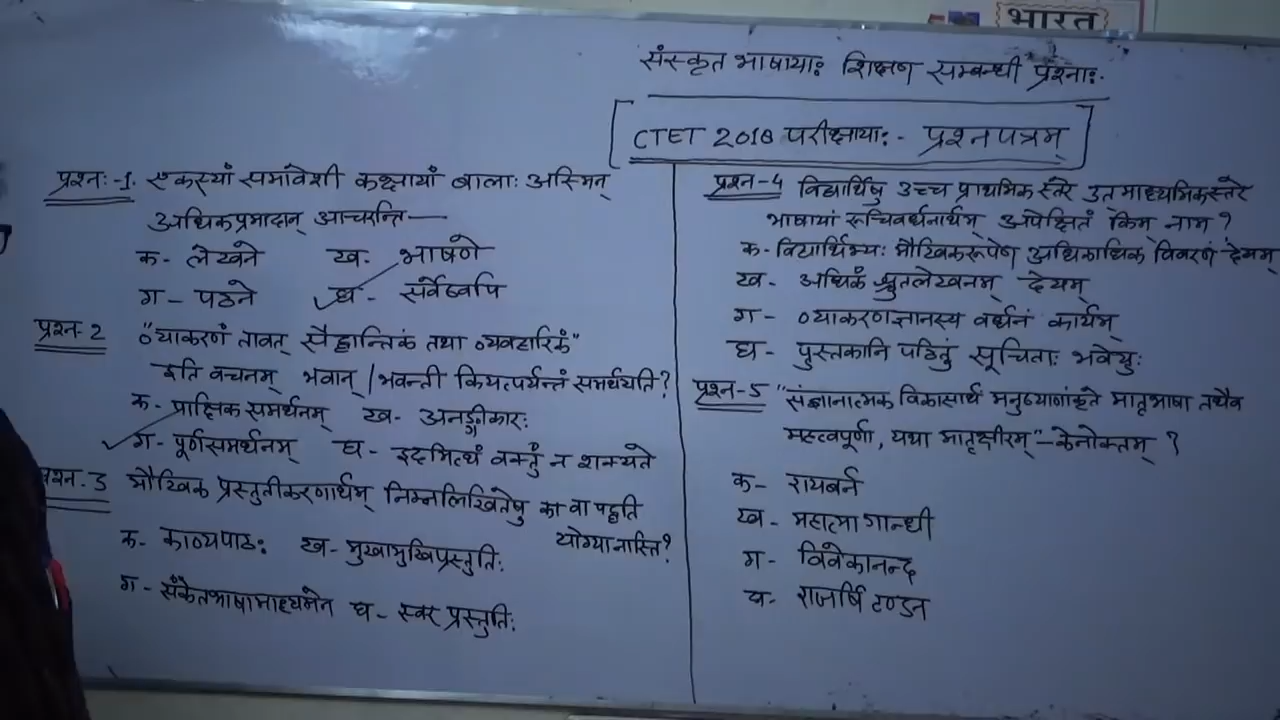 भारत
संस्कृत भाषायाः शिक्षण सम्बन्धी प्रश्नाः
CTET 2018 परीक्षायाः - प्रश्नपत्रम्
प्रश्नः-1. एकस्यां समावेशी कक्षायां बालाः अस्मिन्
अधिकप्रमादान् आचरन्ति—
क- लेखने ख- भाषणे
ग- पठने घ- सर्वेष्वपि
प्रश्न-2 "व्याकरणं तावत् सैद्धान्तिकं तथा व्यवहारिकं"
इति वचनम् भवान् / भवन्ती कियत्पर्यन्तं समर्थयति?
क- प्राक्षिक समर्थनम् ख- अनङ्गीकारः
ग- पूर्णसमर्थनम् घ- इदमित्थं वक्तुं न शक्यते
प्रश्न-3 मौखिक प्रस्तुतीकरणार्थम् निम्नलिखितेषु का वा पद्धति
योग्या नास्ति?
क- काव्यपाठः ख- मुखामुखिप्रस्तुतिः
ग- संकेतभाषामाध्यमेन घ- स्वर प्रस्तुतिः
प्रश्न-4 विद्यार्थिषु उच्च प्राथमिक स्तरे उत माध्यमिकस्तरे
भाषायां रूचिवर्धनार्थम् अपेक्षितं किम् नाम?
क- विद्यार्थिभ्यः मौखिकरूपेण अधिकाधिक विवरणं देयम्
ख- अधिकं श्रुतलेखनम् देयम्
ग- व्याकरणज्ञानस्य वर्धनं कार्यम्
घ- पुस्तकानि पठितुं सूचिताः भवेयुः
प्रश्न-5 "संज्ञानात्मक विकासार्थं मनुष्याणांकृते मातृभाषा तथैव
महत्वपूर्णा, यथा मातृक्षीरम्"- केनोक्तम् ?
क- रायबर्न
ख- महात्मा गान्धी
ग- विवेकानन्द
घ- राजर्षि टण्डन